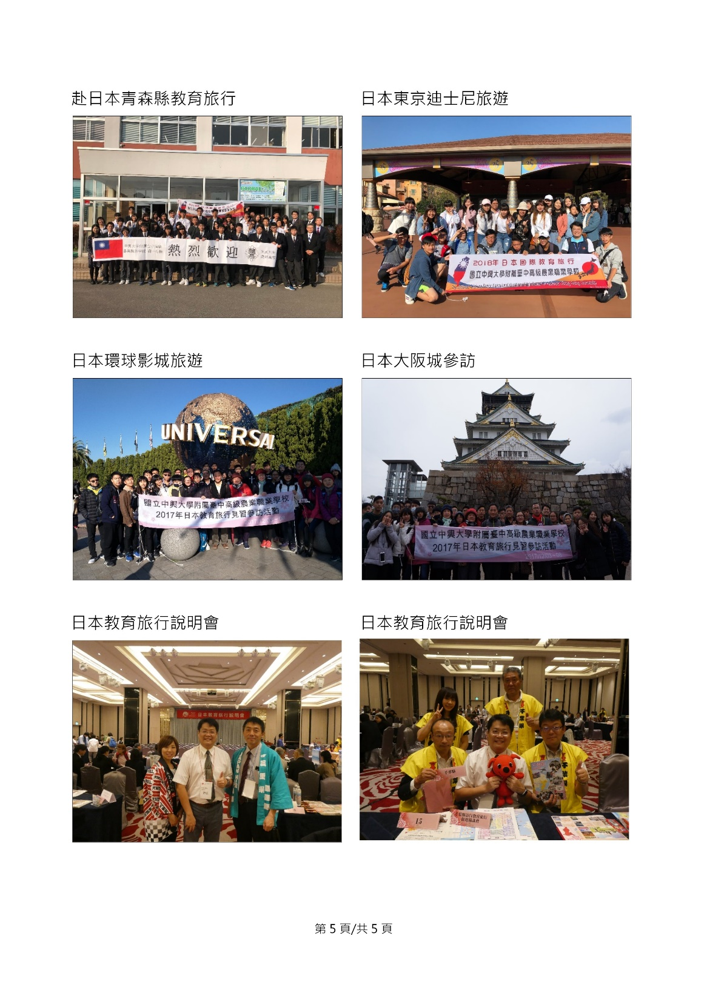 赴日本青森縣教育旅行
日本東京迪士尼旅遊
熱烈歡迎
2018年日本國際教育旅行
國立中興大學附屬臺中高級農業職業學校
日本環球影城旅遊
日本大阪城參訪
UNIVERSAL
國立中興大學附屬臺中高級農業職業學校
2017年日本教育旅行見習參訪活動
國立中興大學附屬臺中高級農業職業學校
2017年日本教育旅行見習參訪活動
日本教育旅行說明會
日本教育旅行說明會
日本教育旅行說明會
三重県
千葉縣
千葉縣
15
第 5 頁/共 5 頁